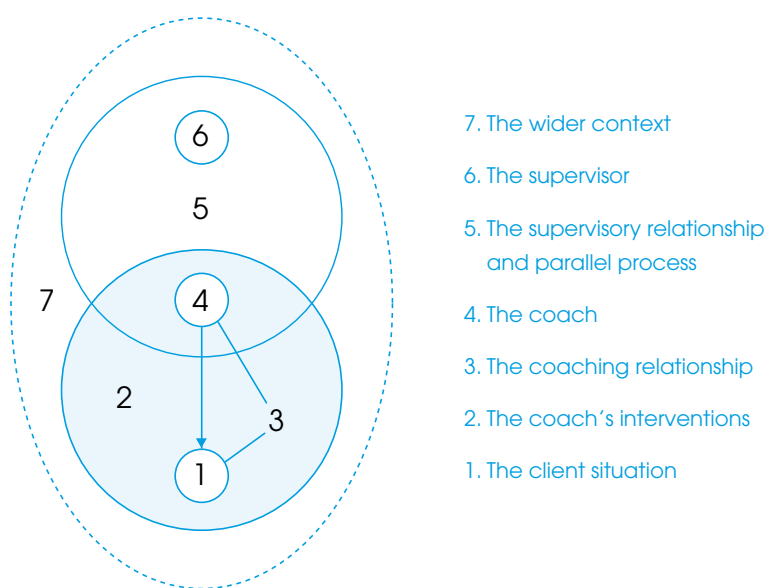 6
5
4
7
2
3
1
7. The wider context
6. The supervisor
5. The supervisory relationship
and parallel process
4. The coach
3. The coaching relationship
2. The coach’s interventions
1. The client situation